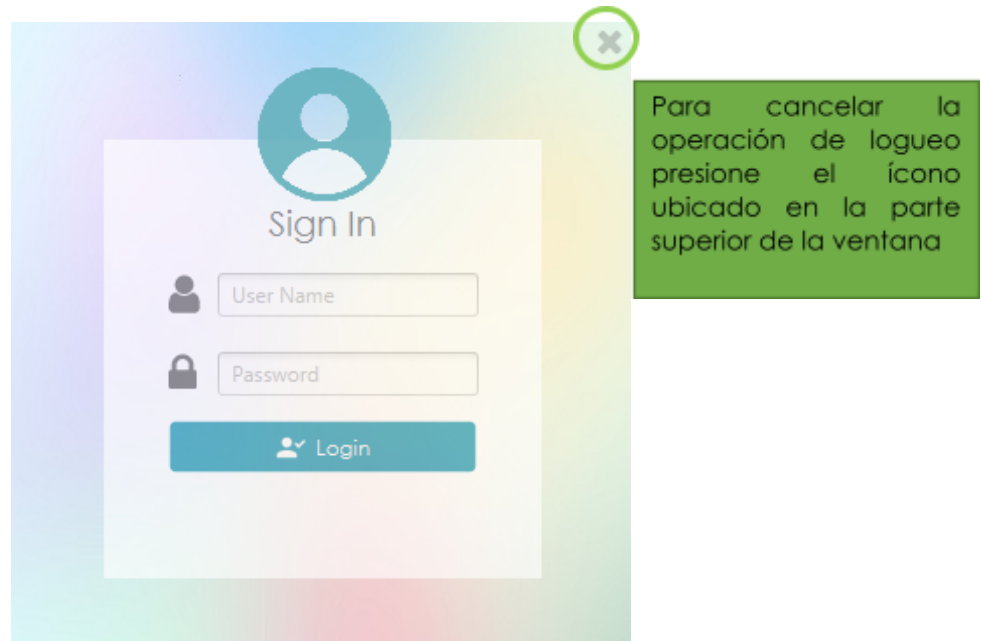 Sign In
User Name
Password
Login
Para cancelar la
operación de logueo
presione el ícono
ubicado en la parte
superior de la ventana